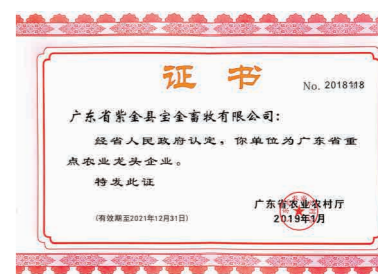 证书
No. 2018118
广东省紫金县宝金畜牧有限公司：
经省人民政府认定，你单位为广东省重
点农业龙头企业。
特发此证
广东省农业农村厅
2019年1月
(有效期至2021年12月31日)